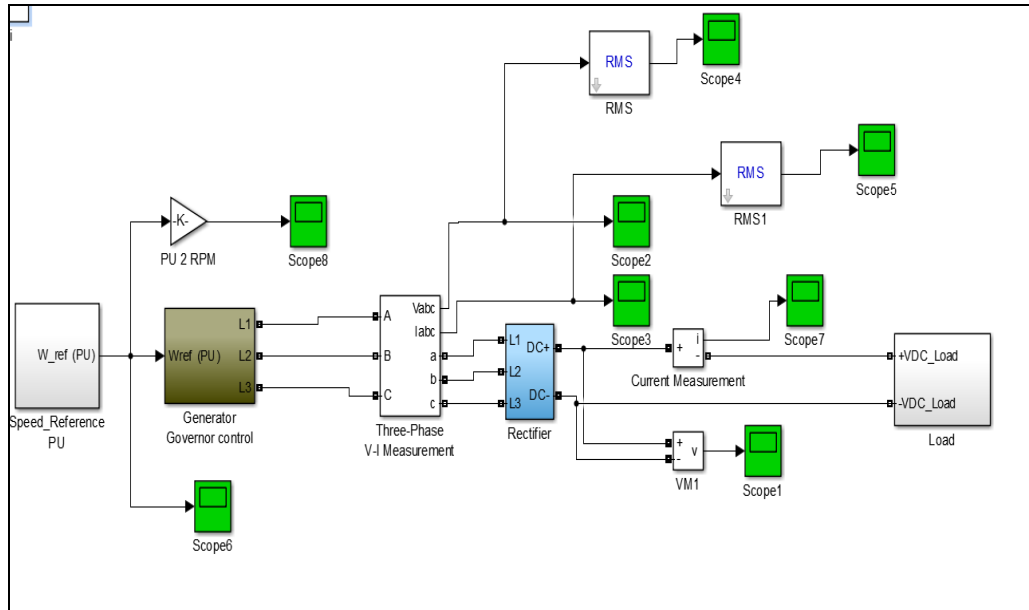 RMS
RMS
Scope4
RMS
RMS1
Scope5
-K-
PU 2 RPM
Scope8
Scope2
W_ref (PU)
Speed_Reference
PU
Wref (PU)
L1
L2
L3
Generator
Governor control
A
B
C
Vabc
Iabc
a
b
c
Three-Phase
V-I Measurement
Scope3
L1
L2
L3
DC+
DC-
Rectifier
+
i
-
Current Measurement
Scope7
+VDC_Load
-VDC_Load
Load
+
-
v
VM1
Scope1
Scope6